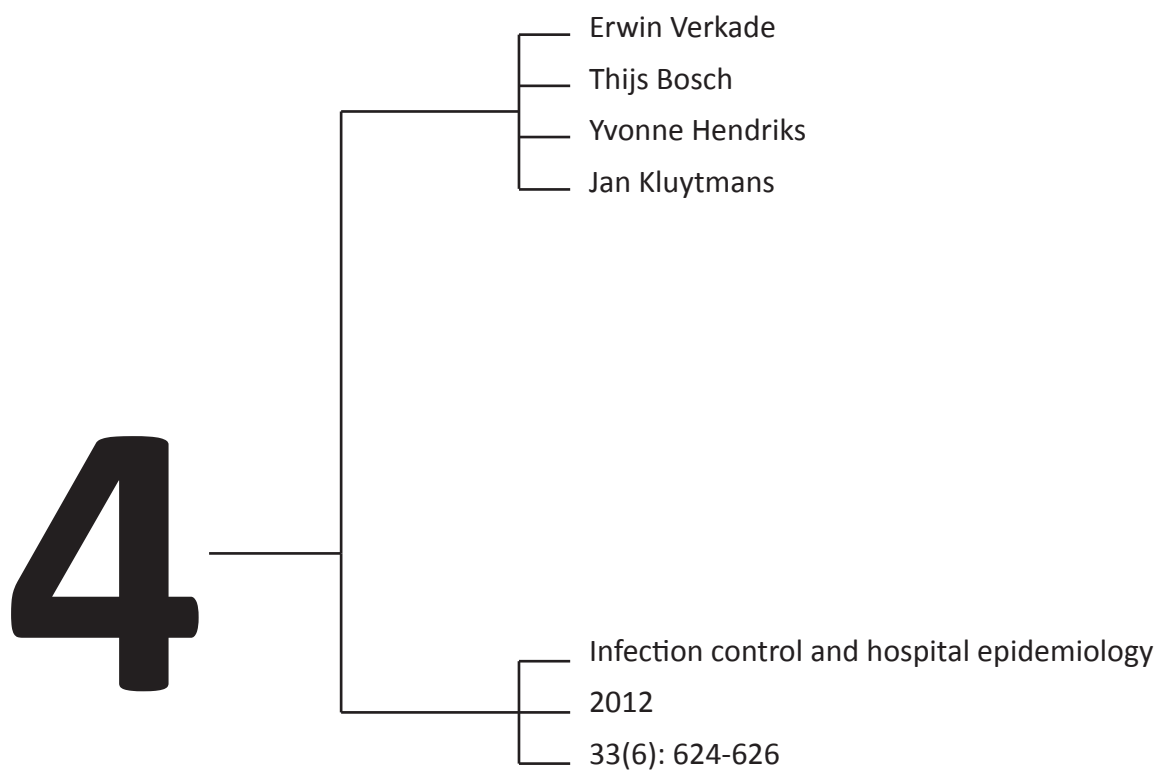 Erwin Verkade
Thijs Bosch
Yvonne Hendriks
Jan Kluytmans
4
Infection control and hospital epidemiology
2012
33(6): 624-626